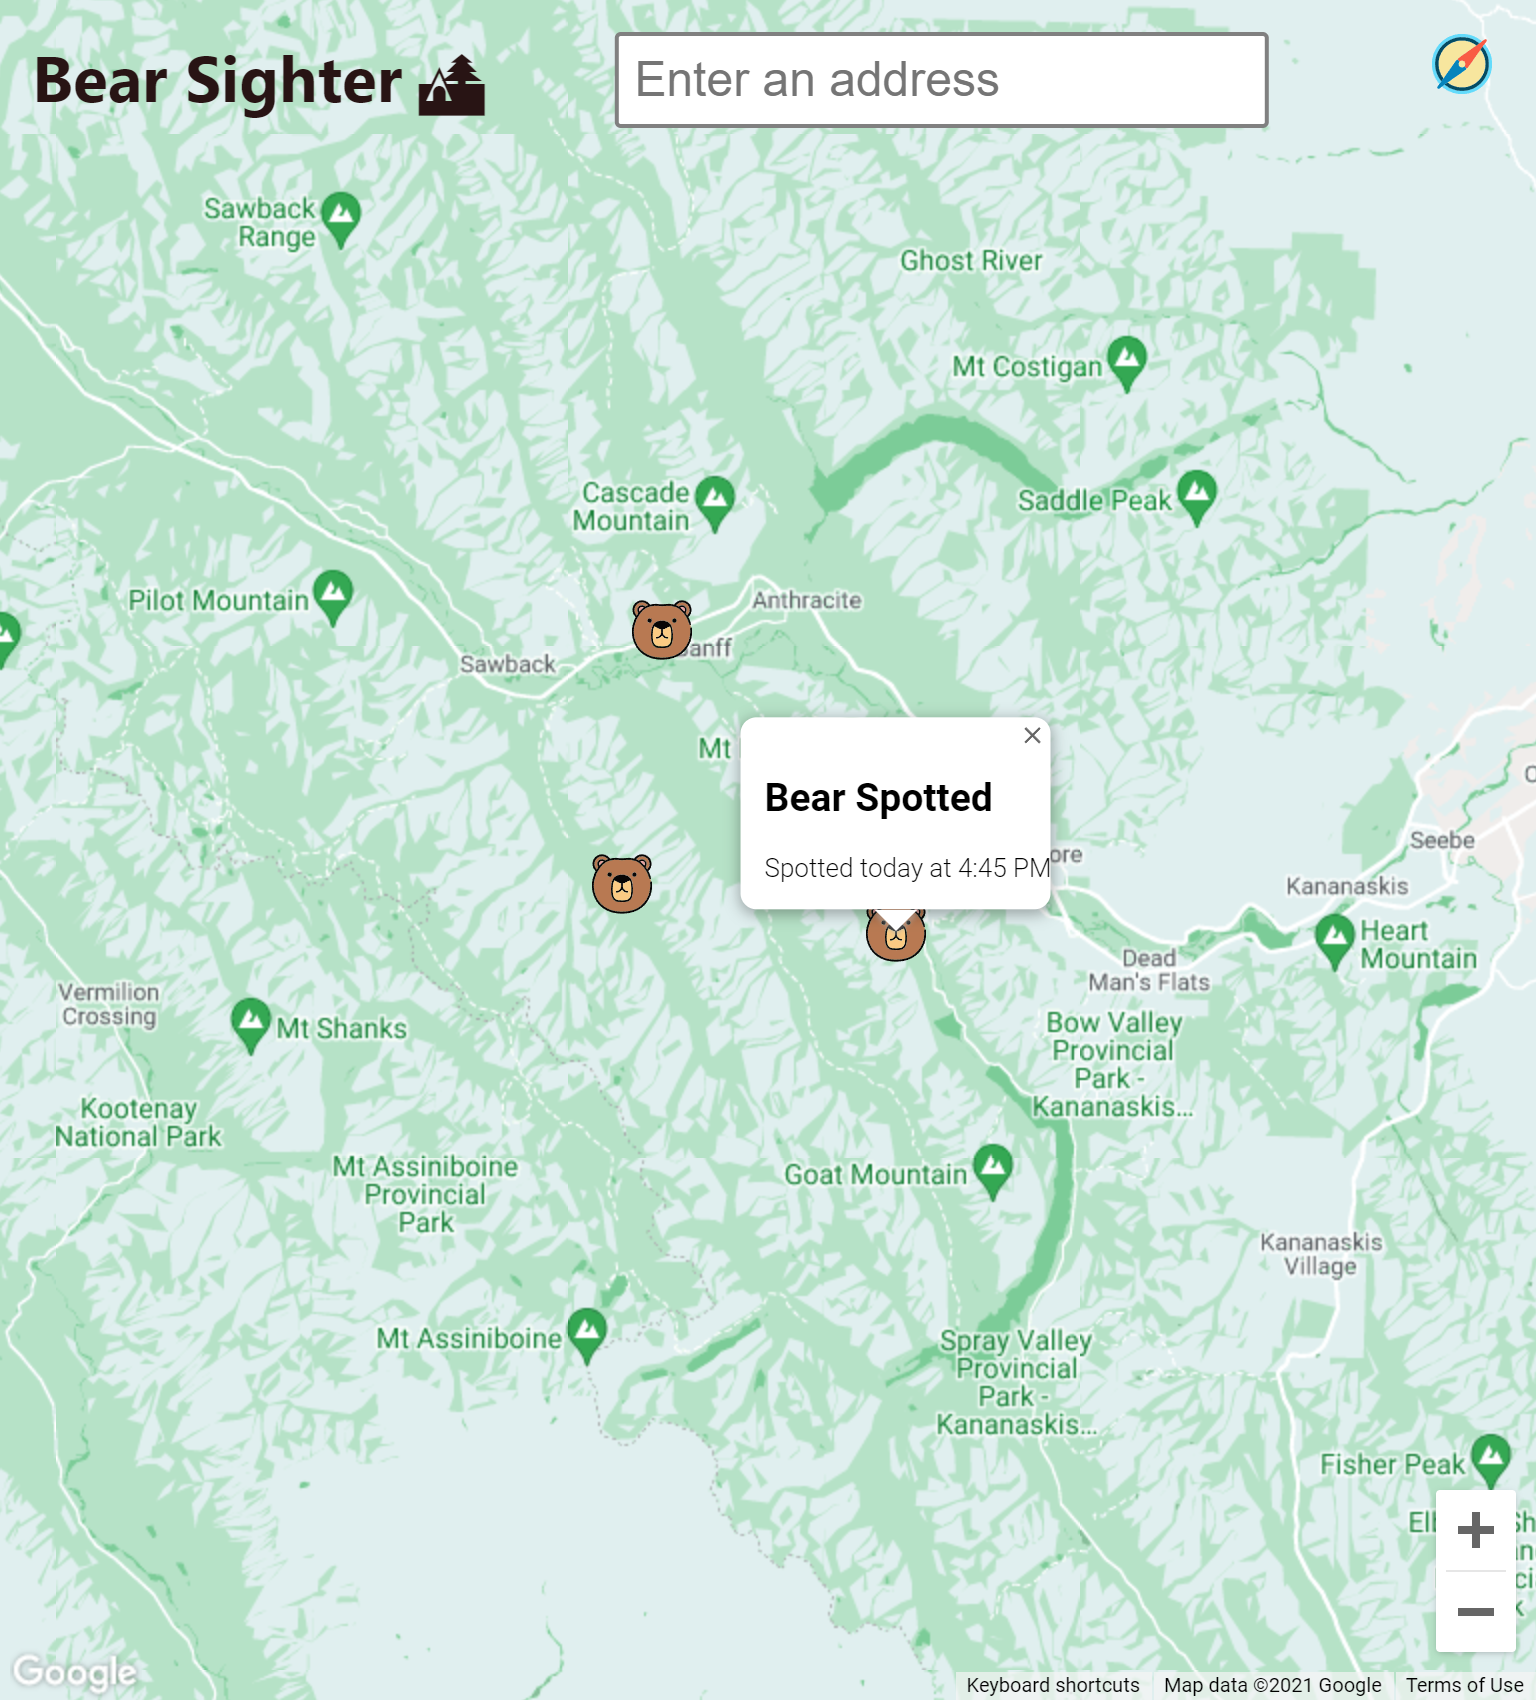 Bear Sighter
Enter an address
Sawback
Range
Ghost River
Mt Costigan
Cascade
Mountain
Saddle Peak
Pilot Mountain
Anthracite
Sawback
Mt
Bear Spotted
Spotted today at 4:45 PM
Seebe
Kananaskis
Heart
Mountain
Dead
Man's Flats
Vermilion
Crossing
Mt Shanks
Bow Valley
Provincial
Park -
Kananaskis...
Kootenay
National Park
Mt Assiniboine
Provincial
Park
Goat Mountain
Kananaskis
Village
Mt Assiniboine
Spray Valley
Provincial
Park -
Kananaskis...
Fisher Peak
Google
Keyboard shortcuts
Map data ©2021 Google
Terms of Use